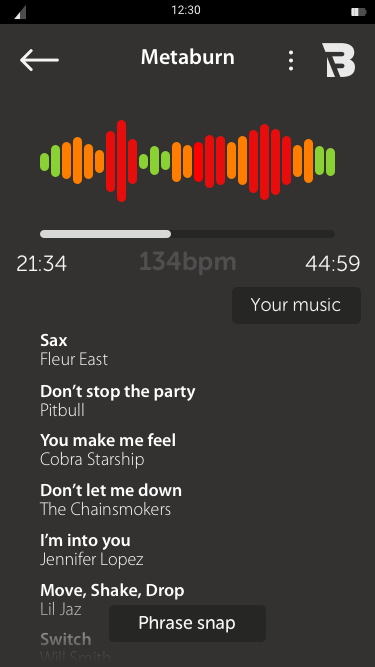 12:30
Metaburn
B
21:34 134bpm 44:59
Your music
Sax
Fleur East
Don’t stop the party
Pitbull
You make me feel
Cobra Starship
Don’t let me down
The Chainsmokers
I’m into you
Jennifer Lopez
Move, Shake, Drop
Lil Jaz
Phrase snap
Switch
Will Smith